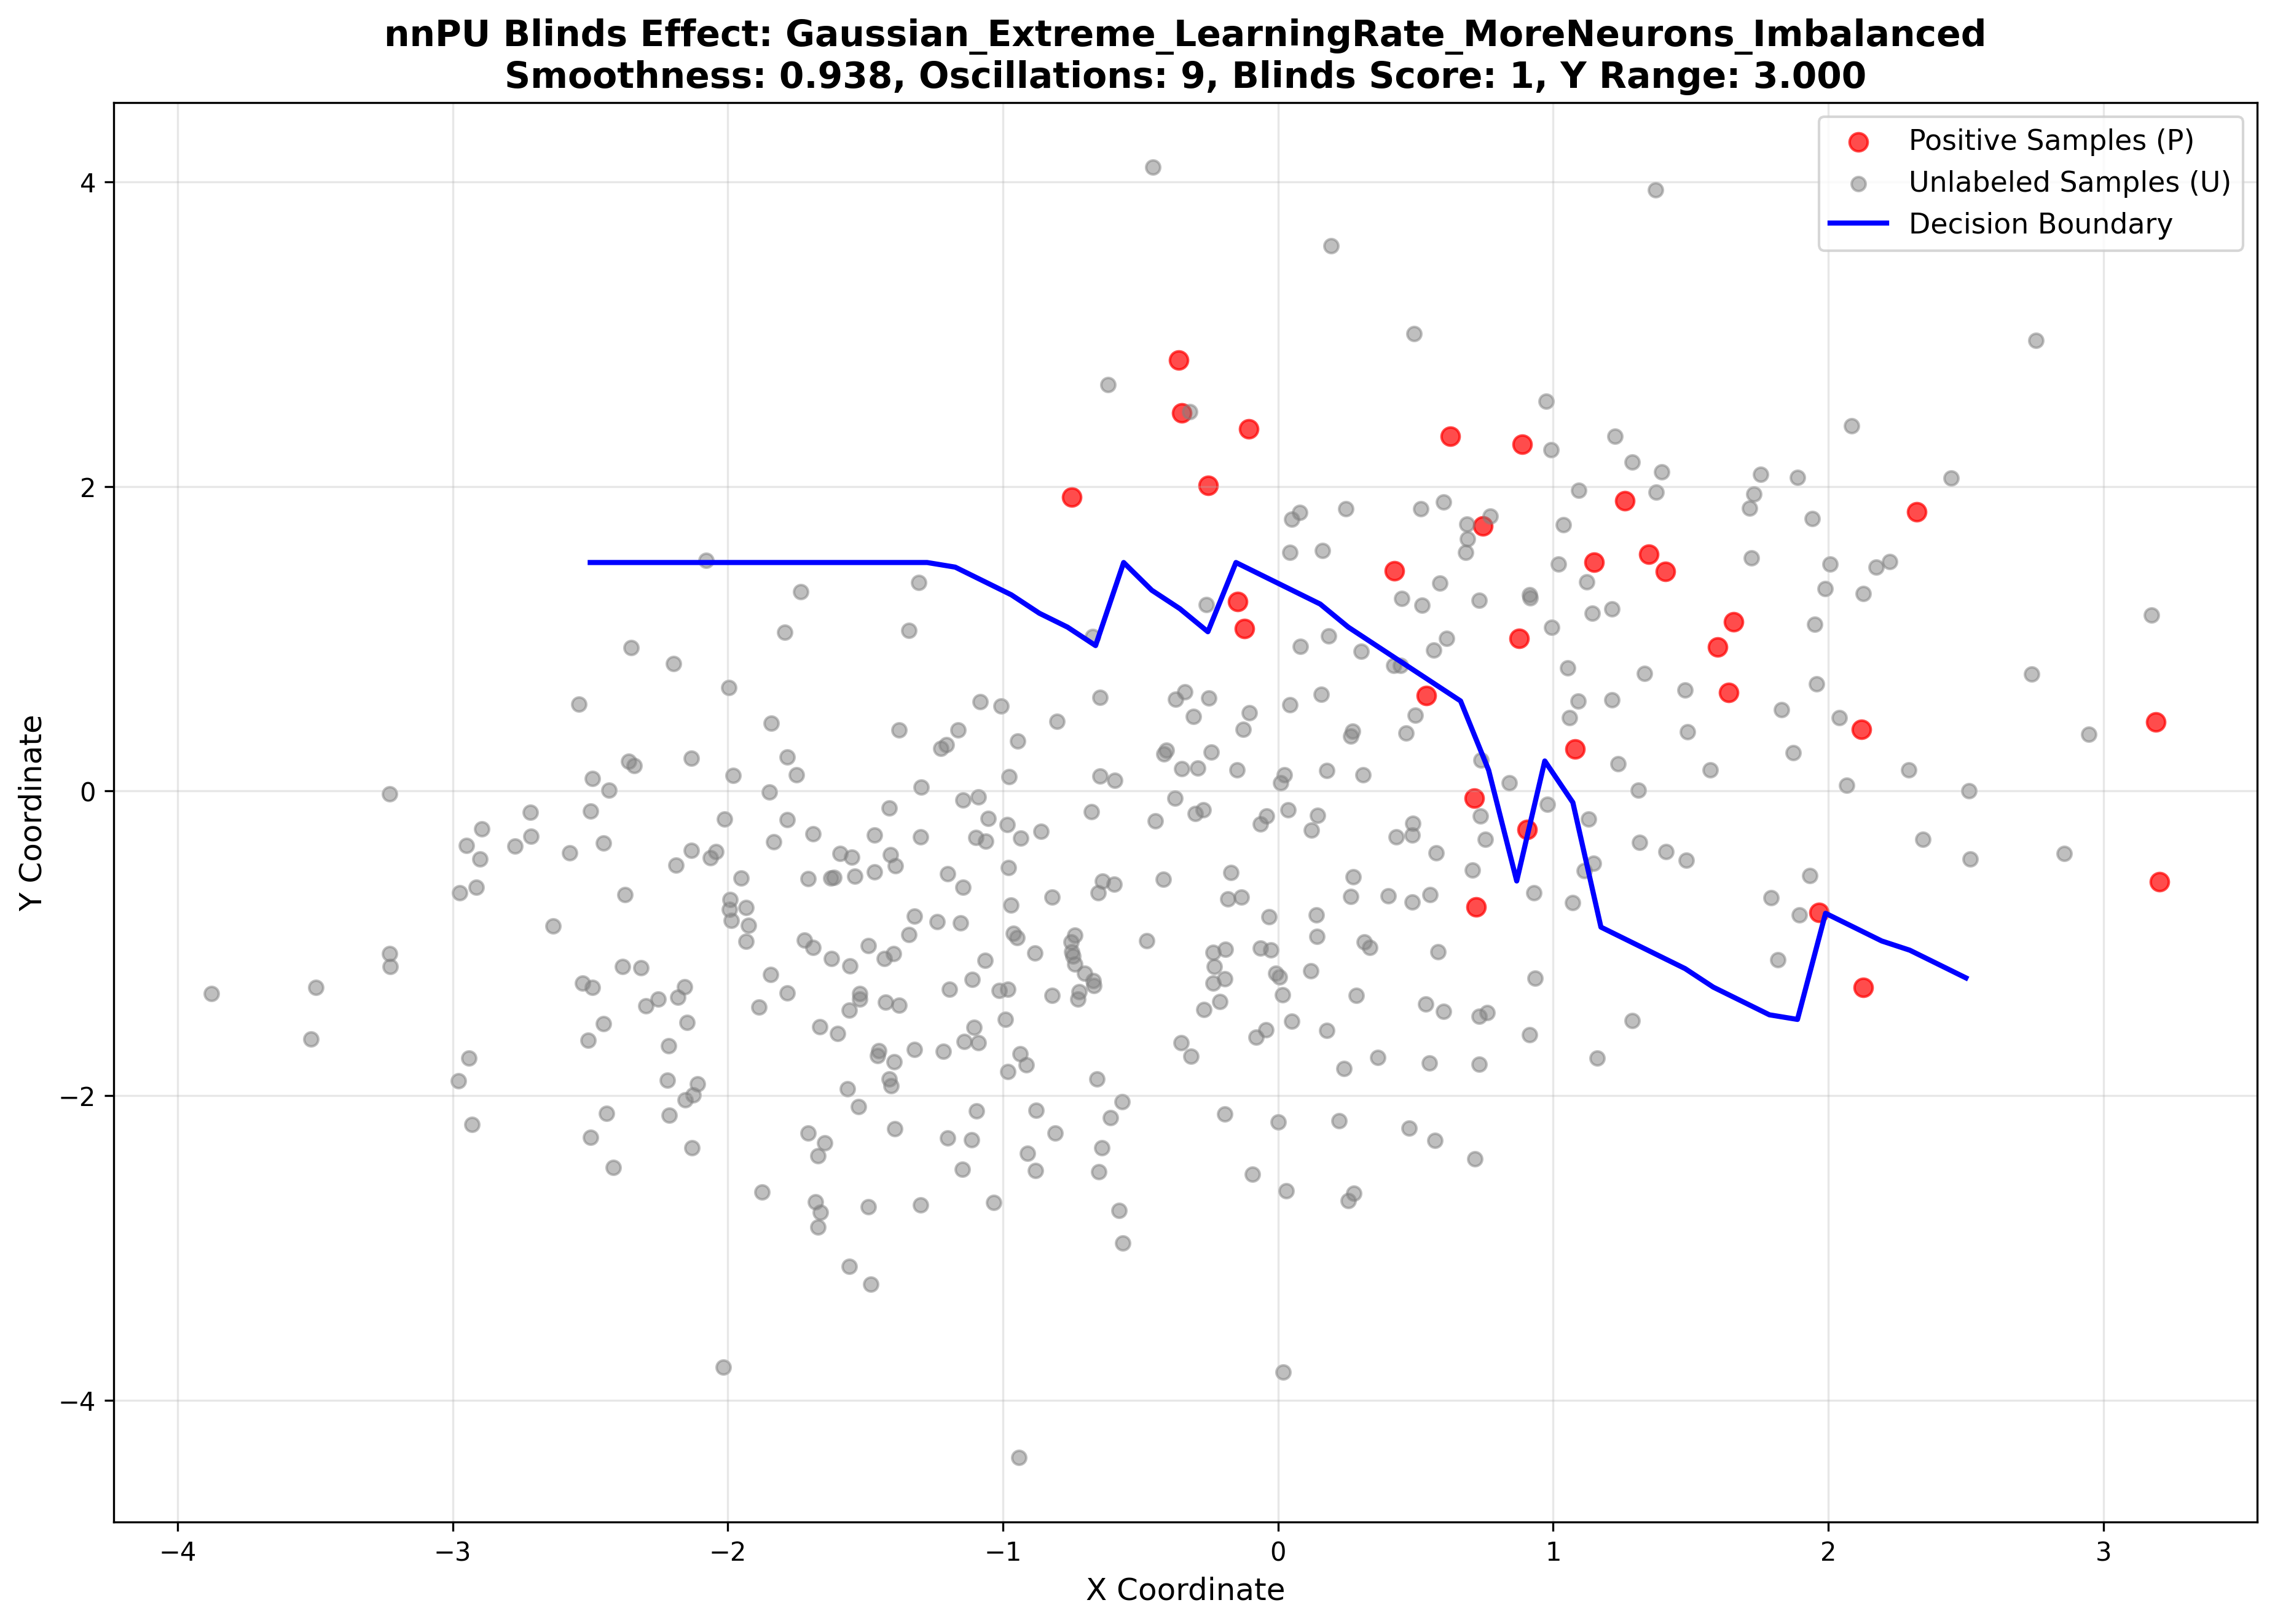 nnPU Blinds Effect: Gaussian_Extreme_LearningRate_MoreNeurons_Imbalanced
Smoothness: 0.938, Oscillations: 9, Blinds Score: 1, Y Range: 3.000
Positive Samples (P)
Unlabeled Samples (U)
Decision Boundary
Y Coordinate
4
2
0
−2
−4
−4 −3 −2 −1 0 1 2 3
X Coordinate